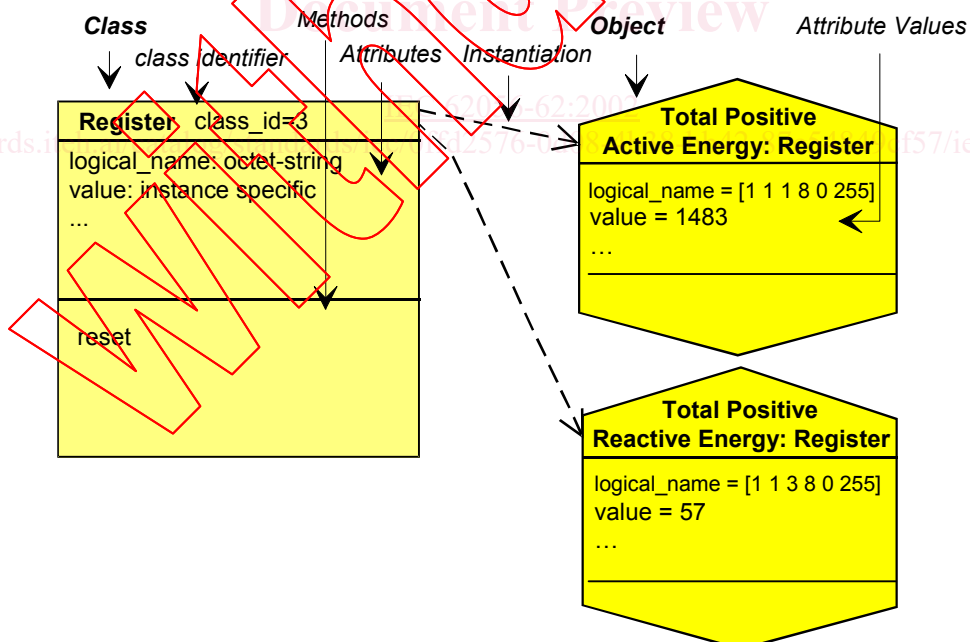 Document Preview
Class
Methods
Object
Attribute Values
class identifier
Attributes
Instantiation
Register class_id=3
logical_name: octet-string
value: instance specific
...
reset
Total Positive
Active Energy: Register
logical_name = [1 1 1 8 0 255]
value = 1483
…
Total Positive
Reactive Energy: Register
logical_name = [1 1 3 8 0 255]
value = 57
…